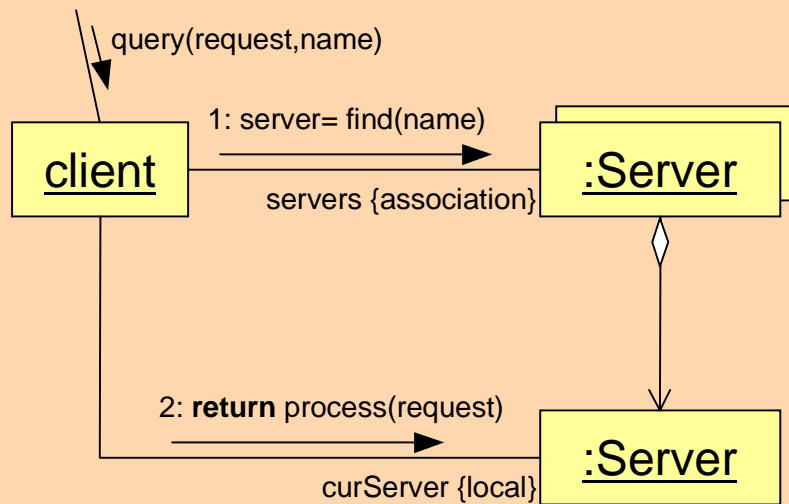 query(request,name)
1: server= find(name)
client
:Server
servers {association}
2: return process(request)
:Server
curServer {local}